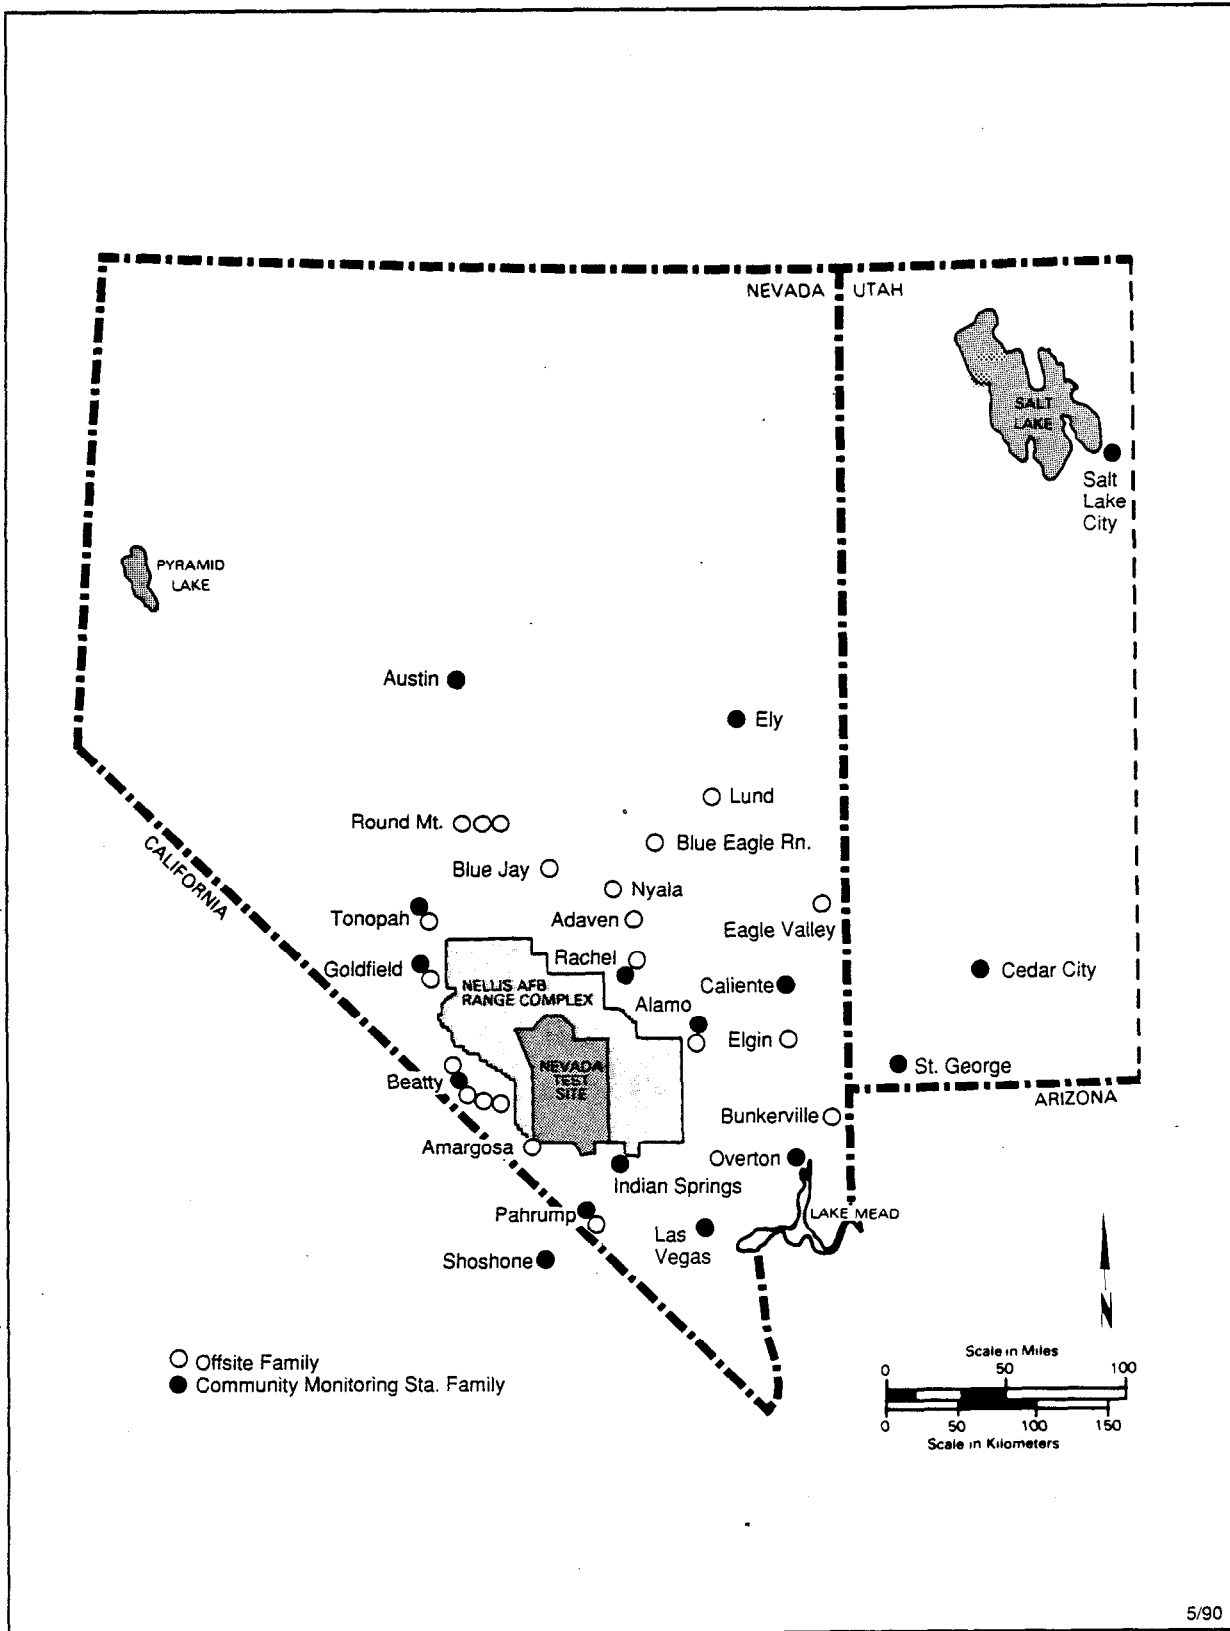 NEVADA
UTAH
SALT
LAKE
Salt
Lake
City
PYRAMID
LAKE
Austin
Ely
Lund
Round Mt.
Blue Eagle Rn.
CALIFORNIA
Blue Jay
Nyala
Tonopah
Adaven
Eagle Valley
Rachel
Goldfield
Cedar City
NELLIS AFB
RANGE COMPLEX
Caliente
Alamo
Elgin
NEVADA
TEST
SITE
St. George
Beatty
ARIZONA
Bunkerville
Amargosa
Overton
Indian Springs
Pahrump
LAKE MEAD
Las
Vegas
Shoshone
N
Offsite Family
Community Monitoring Sta. Family
Scale in Miles
0 50 100
0 50 100 150
Scale in Kilometers
5/90